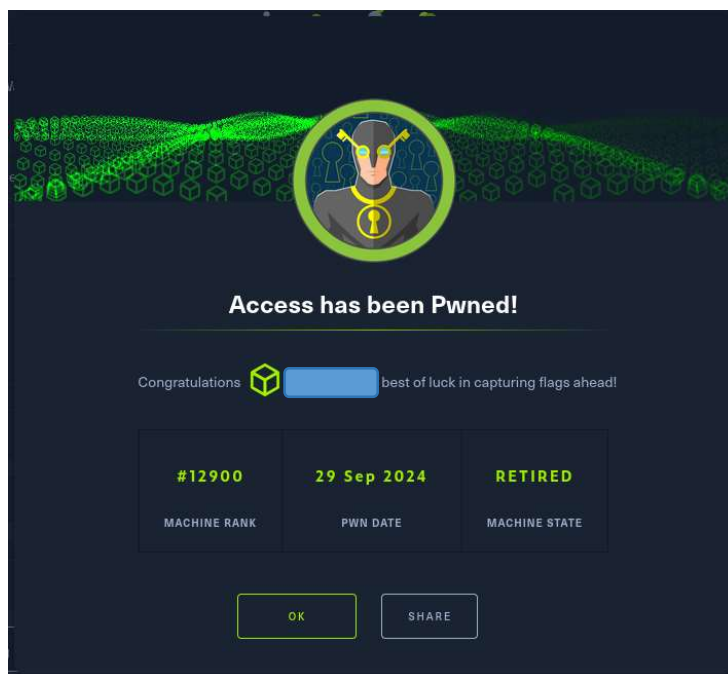 Access has been Pwned!
Congratulations best of luck in capturing flags ahead!
#12900 29 Sep 2024 RETIRED
MACHINE RANK PWN DATE MACHINE STATE
OK SHARE